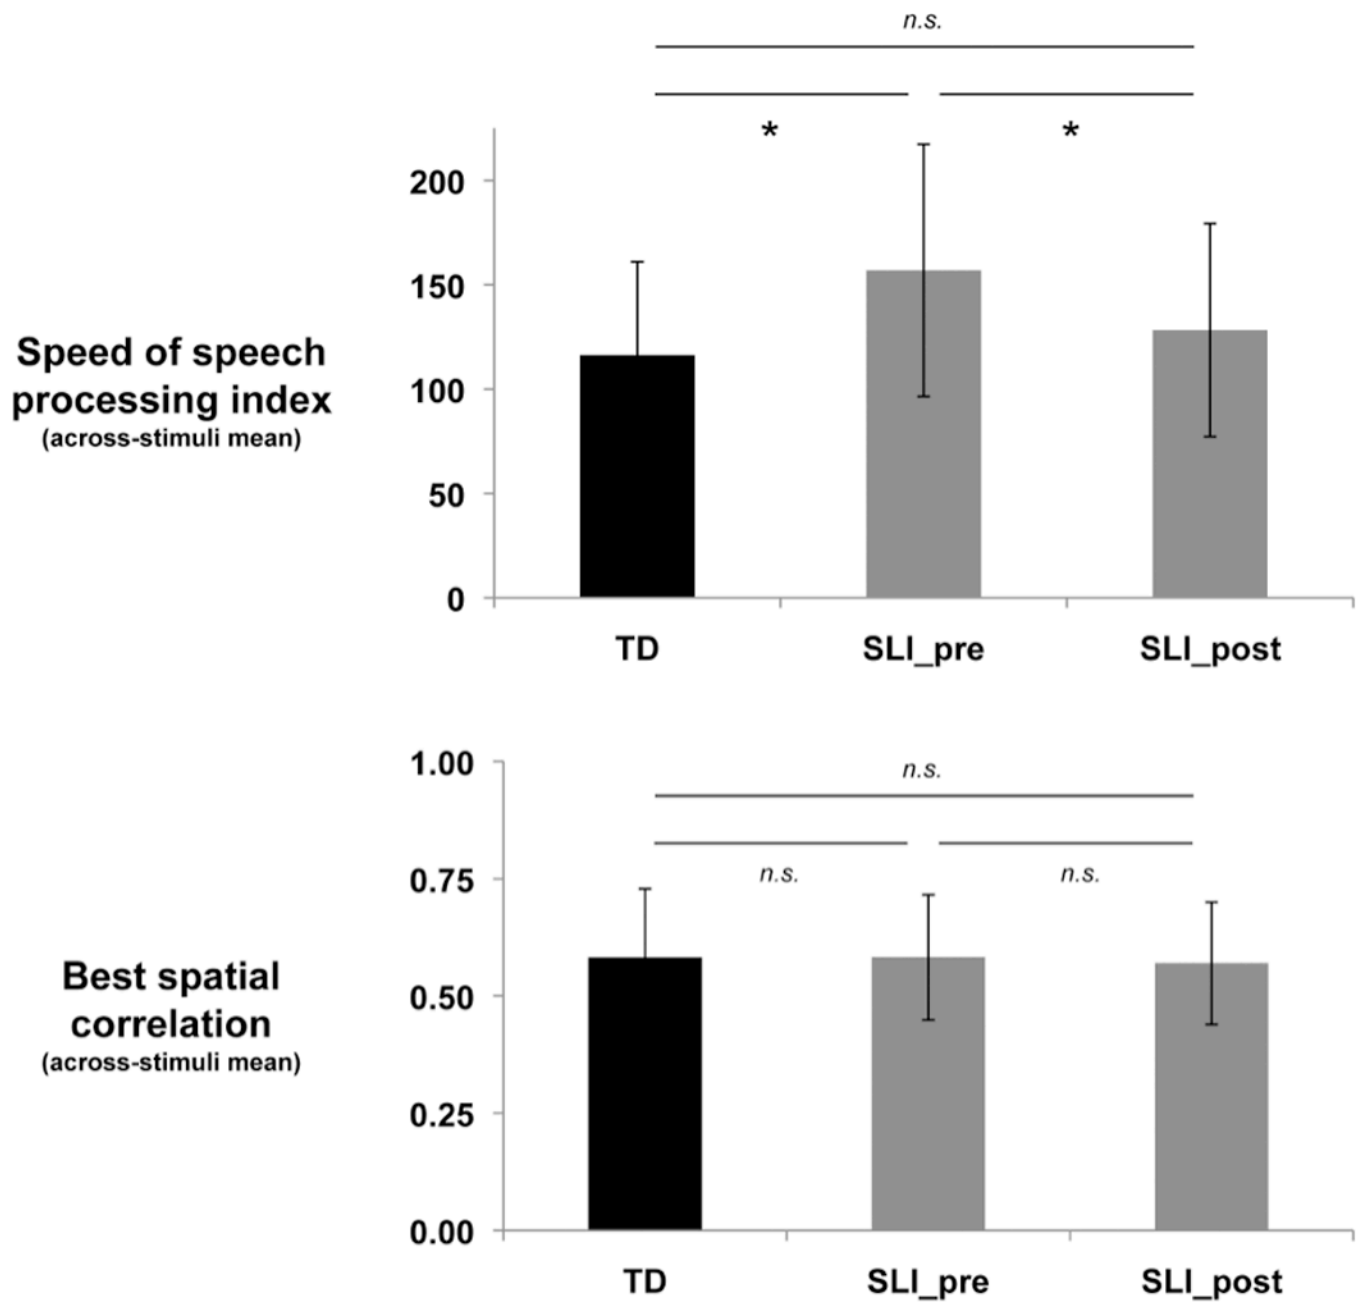 n.s.
* *
200
150
100
50
0
Speed of speech
processing index
(across-stimuli mean)
TD SLI_pre SLI_post
1.00
0.75
0.50
0.25
0.00
n.s.
n.s. n.s.
Best spatial
correlation
(across-stimuli mean)
TD SLI_pre SLI_post